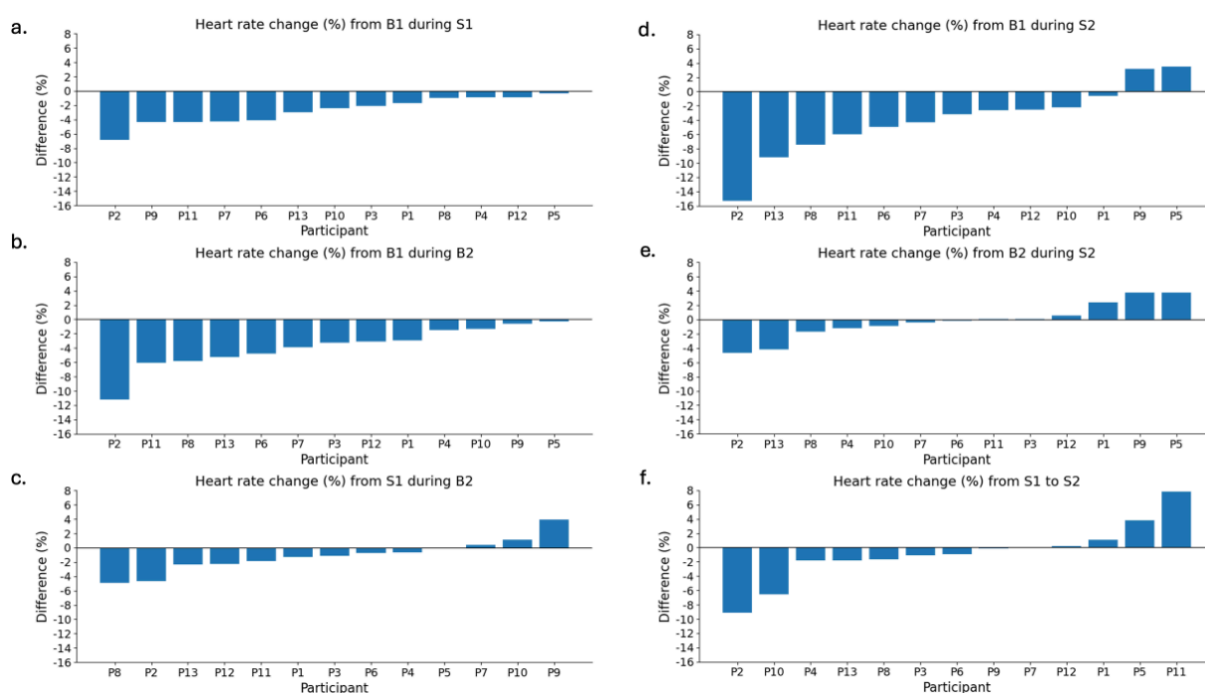 a.
Heart rate change (%) from B1 during S1
Difference (%)
8
6
4
2
0
-2
-4
-6
-8
-10
-12
-14
-16
P2 P9 P11 P7 P6 P13 P10 P3 P1 P8 P4 P12 P5
Participant
b.
Heart rate change (%) from B1 during B2
Difference (%)
8
6
4
2
0
-2
-4
-6
-8
-10
-12
-14
-16
P2 P11 P8 P13 P6 P7 P3 P12 P1 P4 P10 P9 P5
Participant
c.
Heart rate change (%) from S1 during B2
Difference (%)
8
6
4
2
0
-2
-4
-6
-8
-10
-12
-14
-16
P8 P2 P13 P12 P11 P1 P3 P6 P4 P5 P7 P10 P9
Participant
d.
Heart rate change (%) from B1 during S2
Difference (%)
8
6
4
2
0
-2
-4
-6
-8
-10
-12
-14
-16
P2 P13 P8 P11 P6 P7 P3 P4 P12 P10 P1 P9 P5
Participant
e.
Heart rate change (%) from B2 during S2
Difference (%)
8
6
4
2
0
-2
-4
-6
-8
-10
-12
-14
-16
P2 P13 P8 P4 P10 P7 P6 P11 P3 P12 P1 P9 P5
Participant
f.
Heart rate change (%) from S1 to S2
Difference (%)
8
6
4
2
0
-2
-4
-6
-8
-10
-12
-14
-16
P2 P10 P4 P13 P8 P3 P6 P9 P7 P12 P1 P5 P11
Participant